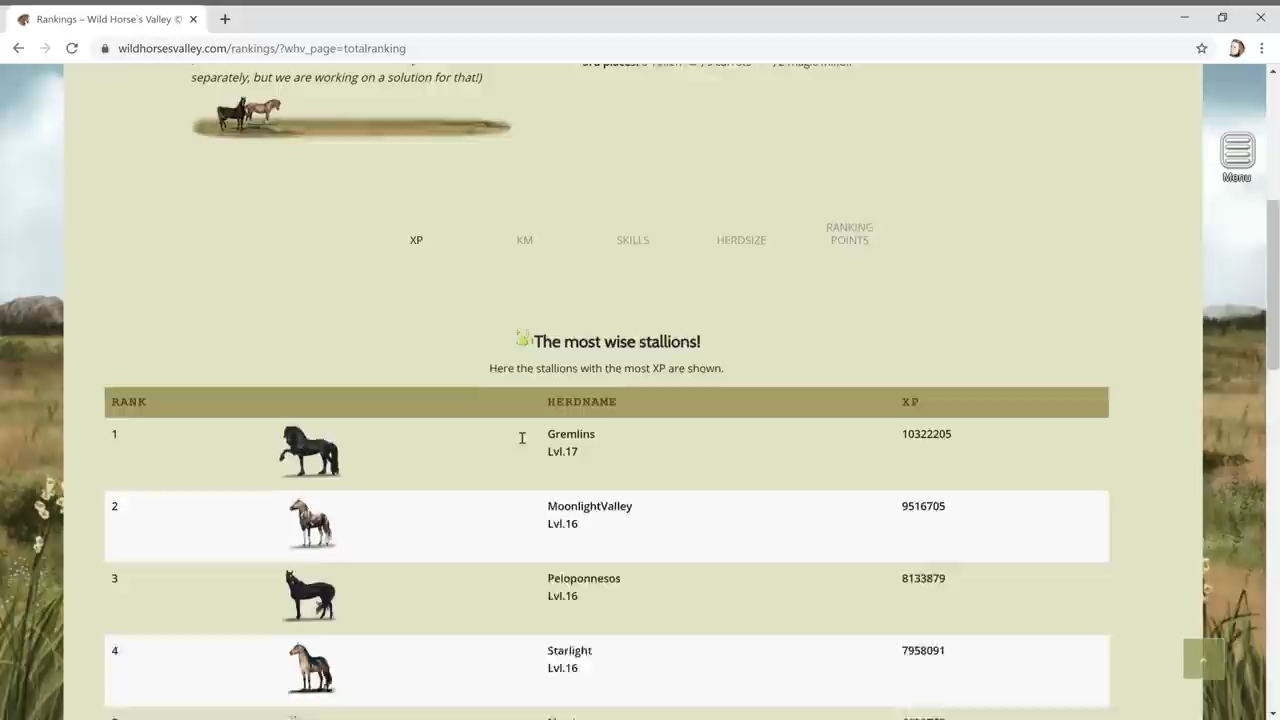 Rankings – Wild Horse`s Valley ©
wildhorsesvalley.com/rankings/?whv_page=totalranking
separately, but we are working on a solution for that!)
Menu
XP
KM
SKILLS
HERDSIZE
RANKING
POINTS
The most wise stallions!
Here the stallions with the most XP are shown.
RANK HERDNAME XP
1 Gremlins 10322205
Lvl.17
2 MoonlightValley 9516705
Lvl.16
3 Peloponnesos 8133879
Lvl.16
4 Starlight 7958091
Lvl.16